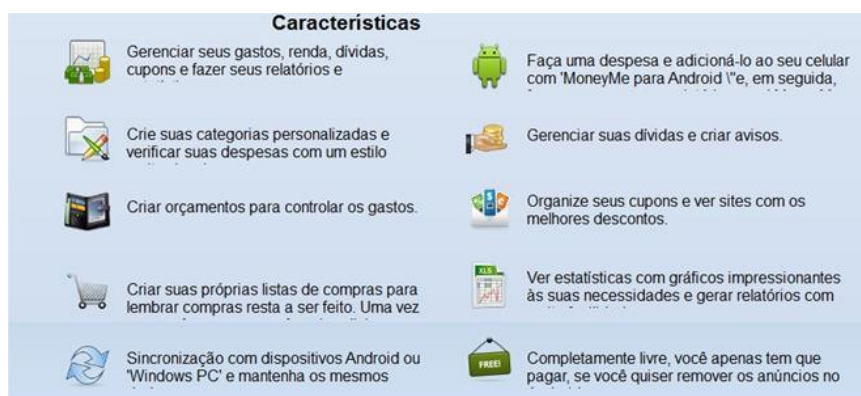 Características
Gerenciar seus gastos, renda, dívidas,
cupons e fazer seus relatórios e
Crie suas categorias personalizadas e
verificar suas despesas com um estilo
Criar orçamentos para controlar os gastos.
Criar suas próprias listas de compras para
lembrar compras resta a ser feito. Uma vez
Sincronização com dispositivos Android ou
'Windows PC' e mantenha os mesmos
Faça uma despesa e adicioná-lo ao seu celular
com 'MoneyMe para Android \"e, em seguida,
Gerenciar suas dívidas e criar avisos.
Organize seus cupons e ver sites com os
melhores descontos.
XLS
Ver estatísticas com gráficos impressionantes
às suas necessidades e gerar relatórios com
FREE!
Completamente livre, você apenas tem que
pagar, se você quiser remover os anúncios no